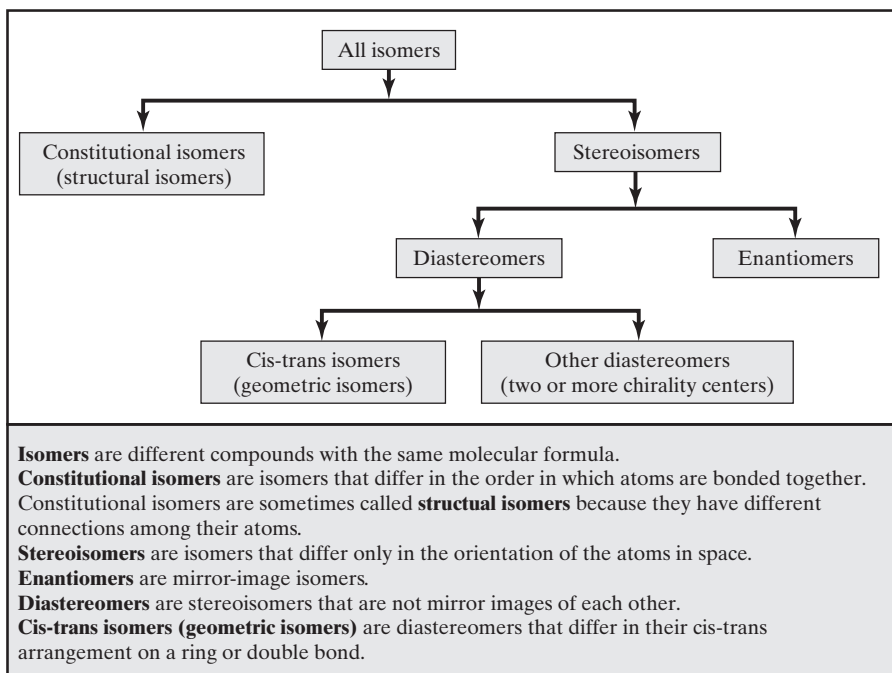 All isomers
Constitutional isomers
(structural isomers)
Stereoisomers
Diastereomers
Enantiomers
Cis-trans isomers
(geometric isomers)
Other diastereomers
(two or more chirality centers)
Isomers are different compounds with the same molecular formula.
Constitutional isomers are isomers that differ in the order in which atoms are bonded together.
Constitutional isomers are sometimes called structual isomers because they have different
connections among their atoms.
Stereoisomers are isomers that differ only in the orientation of the atoms in space.
Enantiomers are mirror-image isomers.
Diastereomers are stereoisomers that are not mirror images of each other.
Cis-trans isomers (geometric isomers) are diastereomers that differ in their cis-trans
arrangement on a ring or double bond.